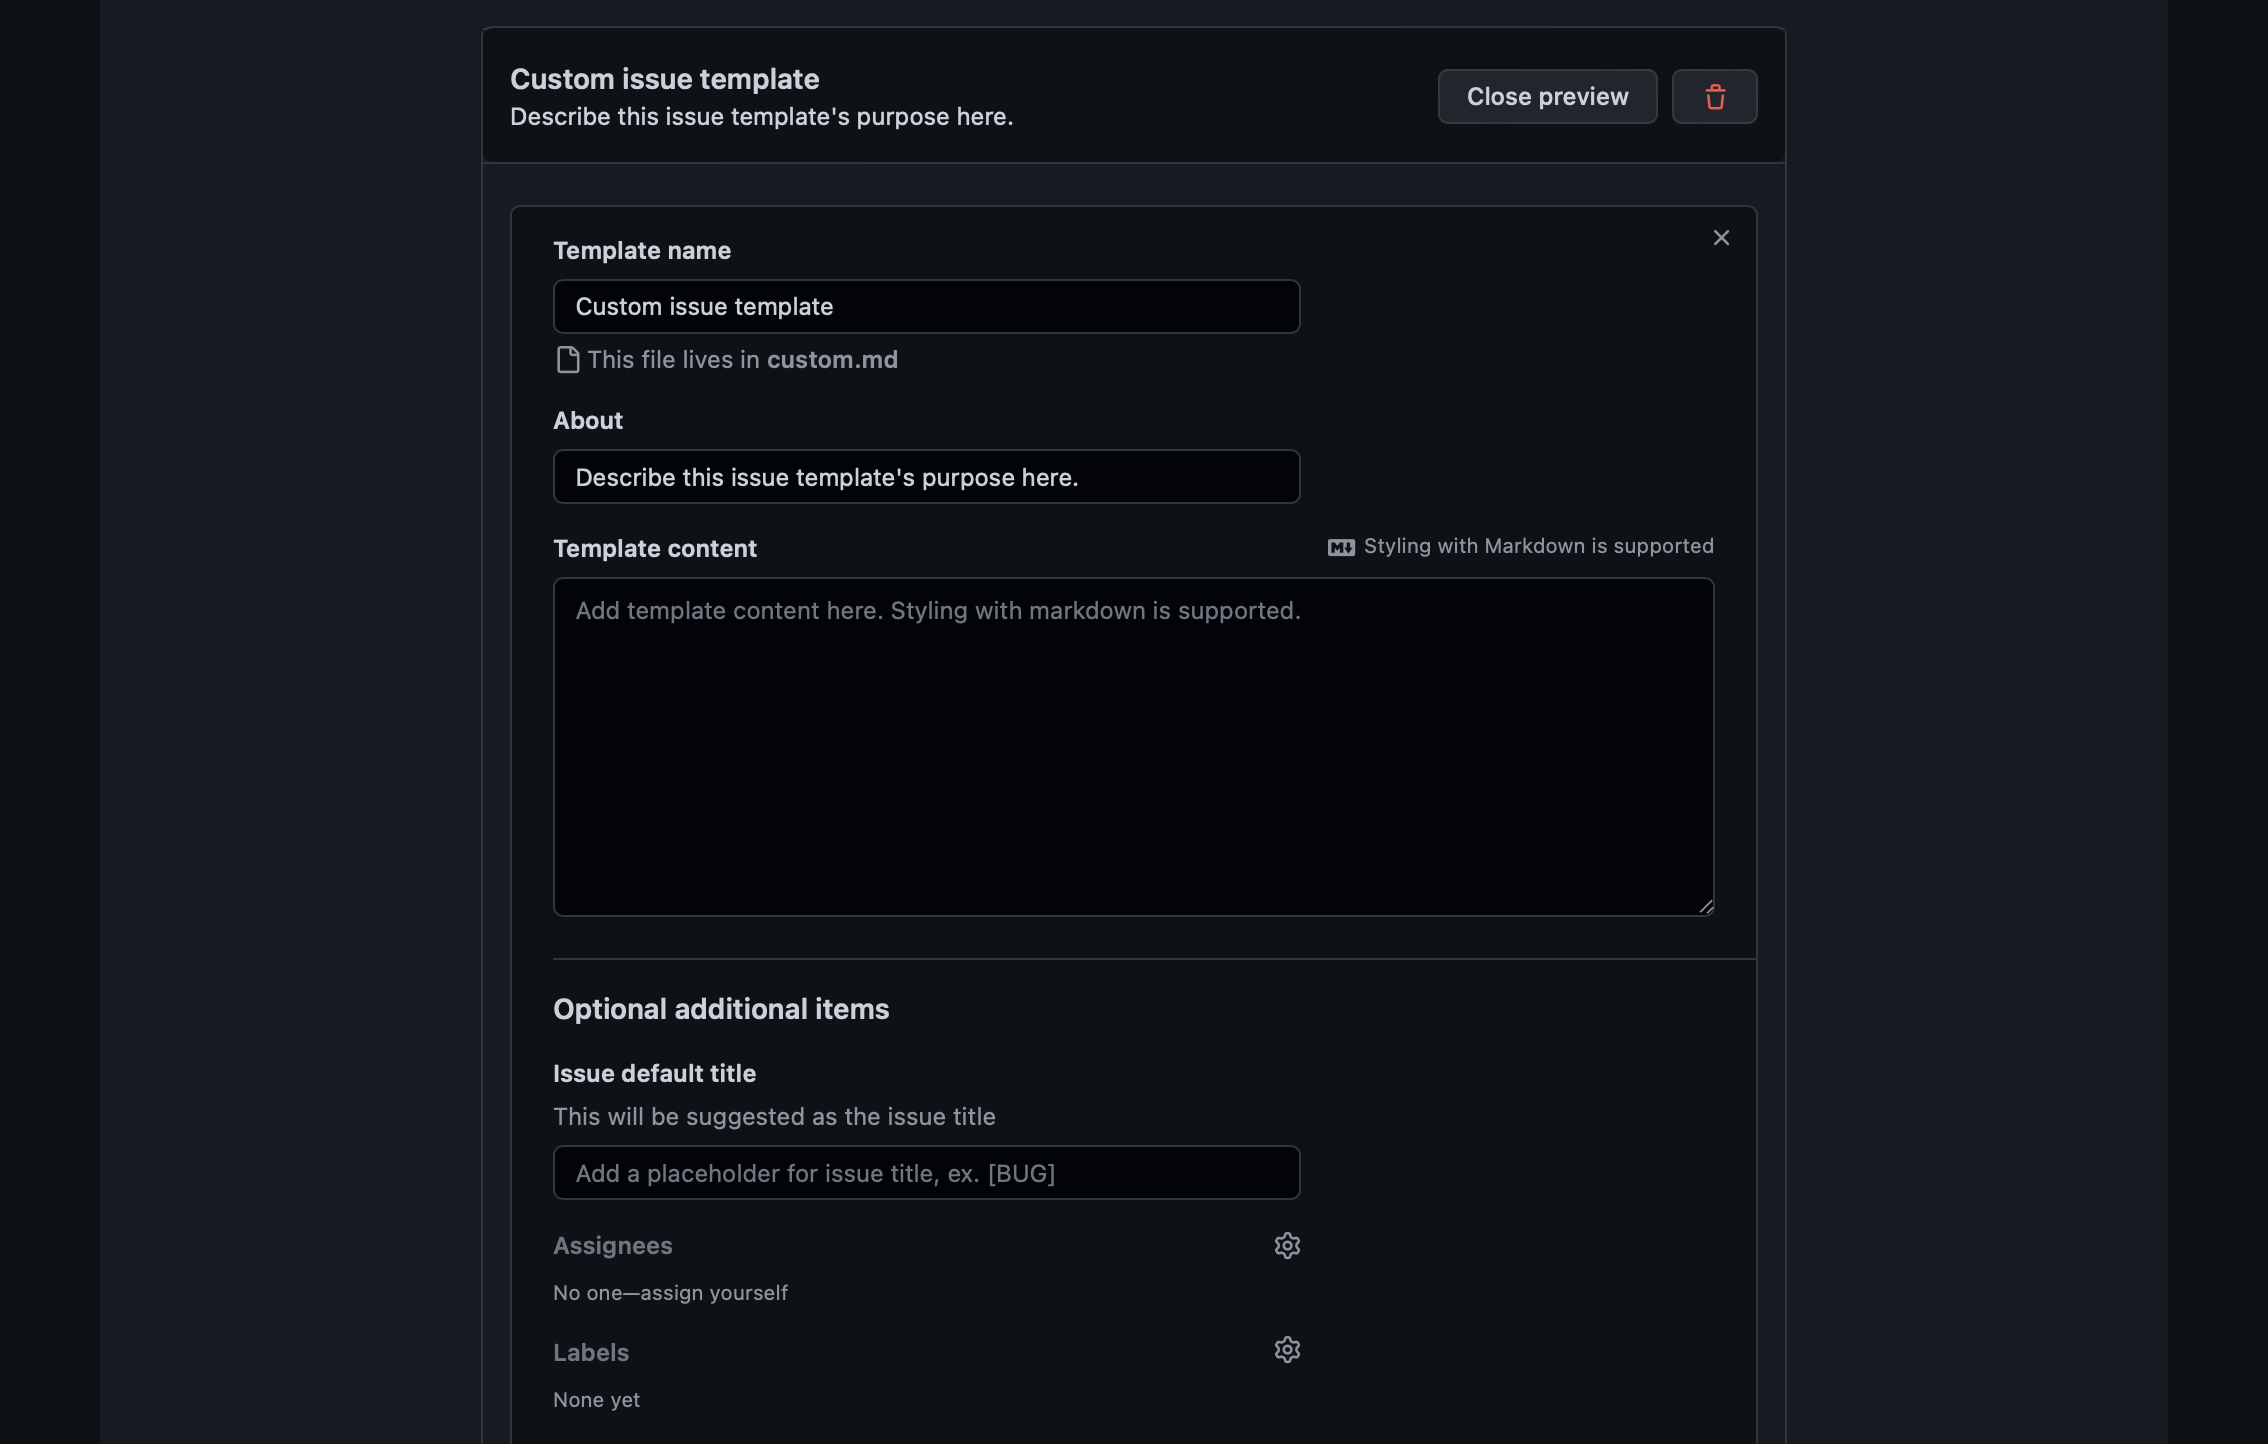 Custom issue template
Describe this issue template's purpose here.
Close preview
Template name
Custom issue template
This file lives in custom.md
About
Describe this issue template's purpose here.
Template content
Styling with Markdown is supported
Add template content here. Styling with markdown is supported.
Optional additional items
Issue default title
This will be suggested as the issue title
Add a placeholder for issue title, ex. [BUG]
Assignees
No one—assign yourself
Labels
None yet